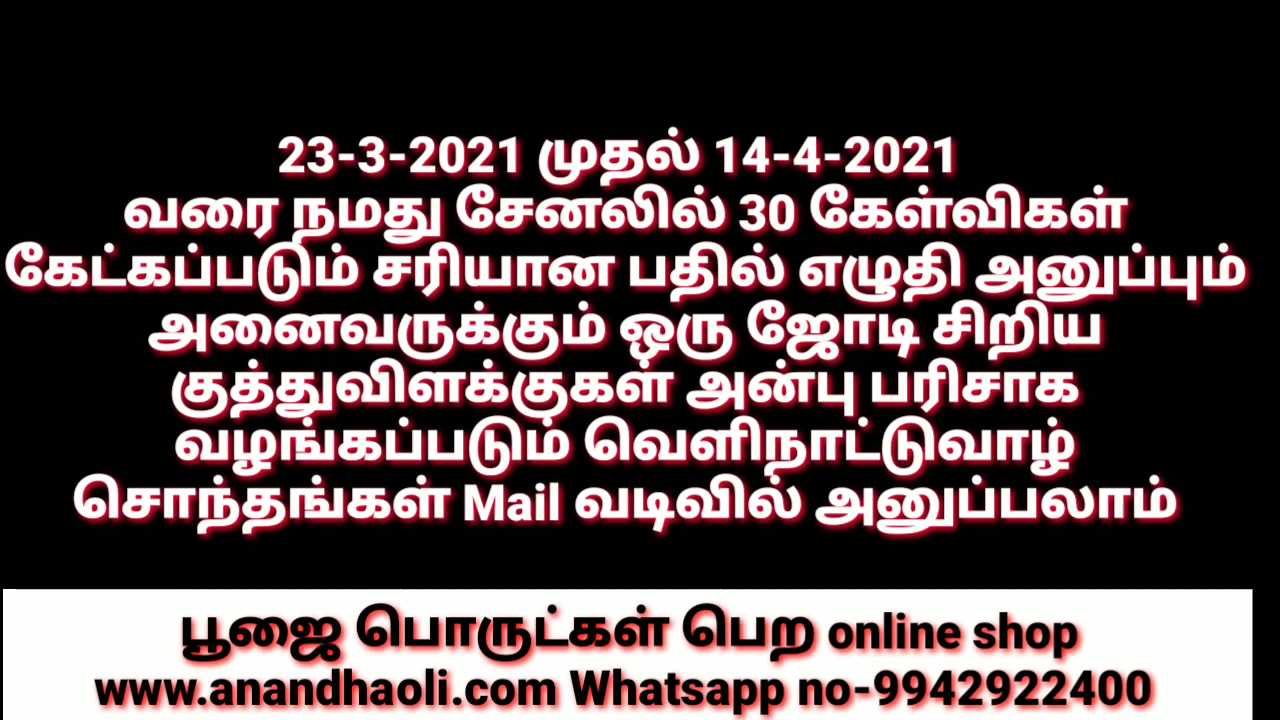 23-3-2021 முதல் 14-4-2021
வரை நமது சேனலில் 30 கேள்விகள்
கேட்கப்படும் சரியான பதில் எழுதி அனுப்பும்
அனைவருக்கும் ஒரு ஜோடி சிறிய
குத்துவிளக்குகள் அன்பு பரிசாக
வழங்கப்படும் வெளிநாட்டுவாழ்
சொந்தங்கள் Mail வடிவில் அனுப்பலாம்
பூஜை பொருட்கள் பெற online shop
www.anandhaoli.com Whatsapp no-9942922400